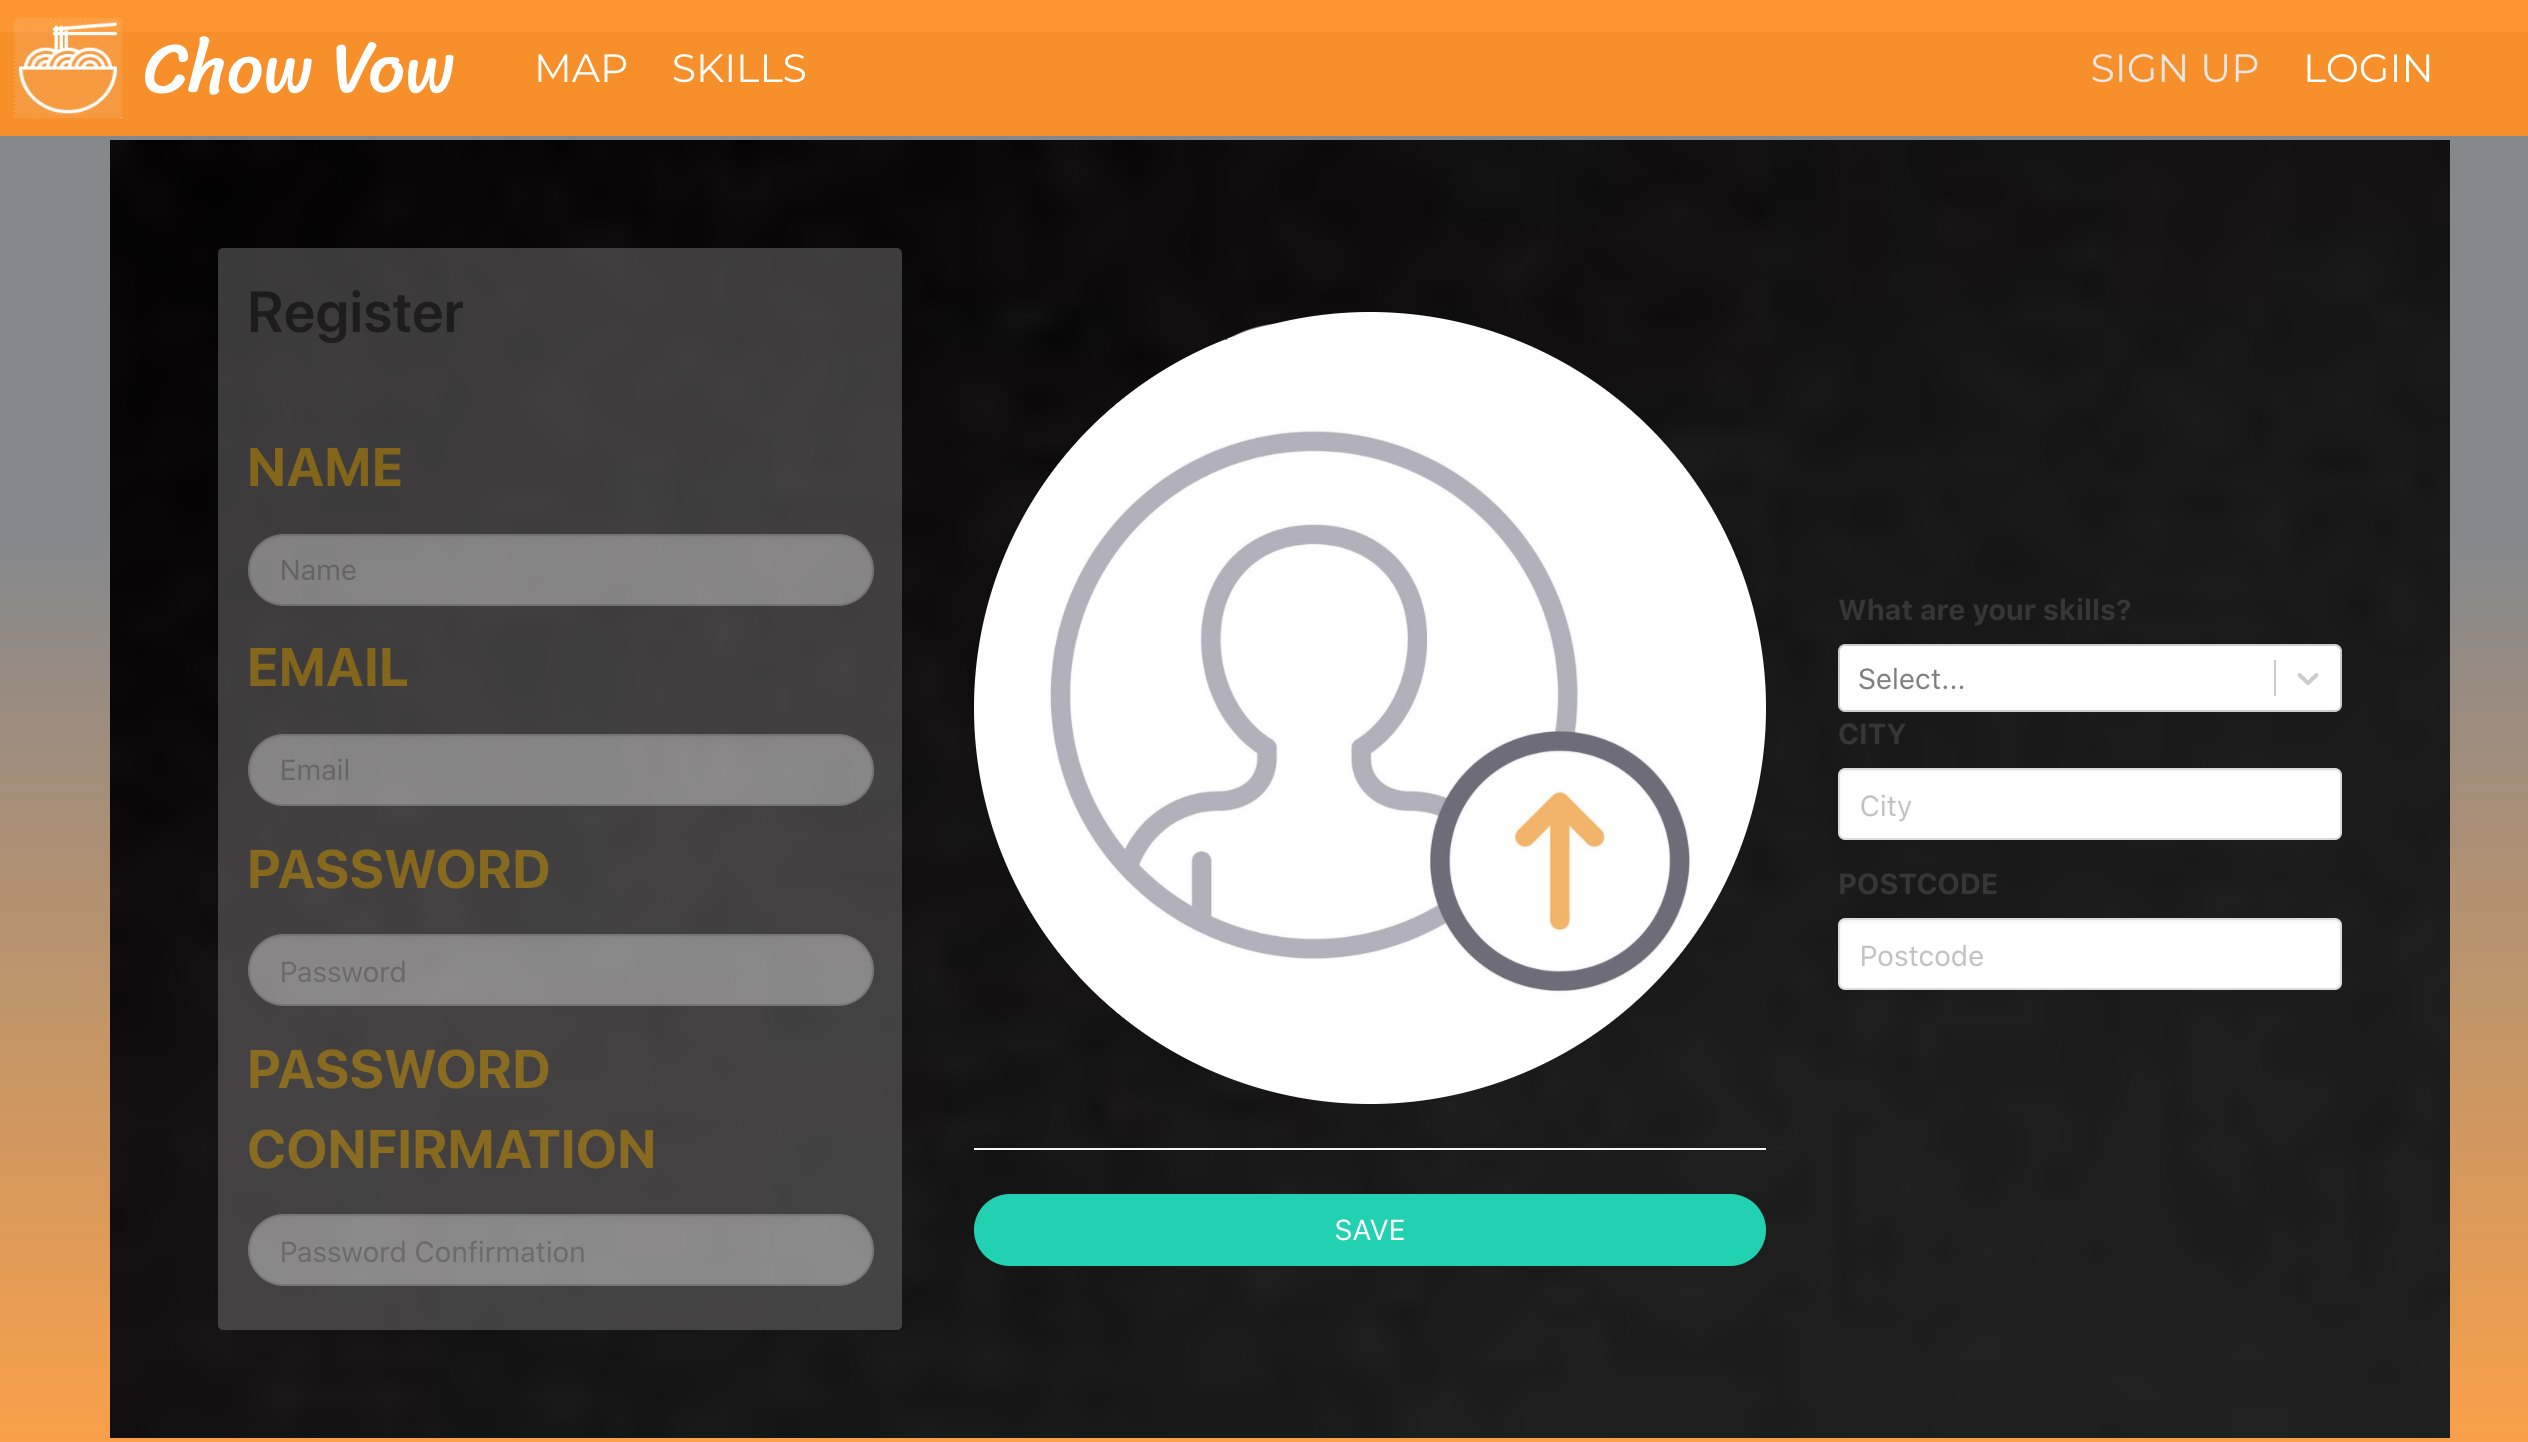 Chow Vow
MAP
SKILLS
SIGN UP
LOGIN
Register
NAME
Name
EMAIL
Email
PASSWORD
Password
PASSWORD
CONFIRMATION
Password Confirmation
SAVE
What are your skills?
Select...
CITY
City
POSTCODE
Postcode